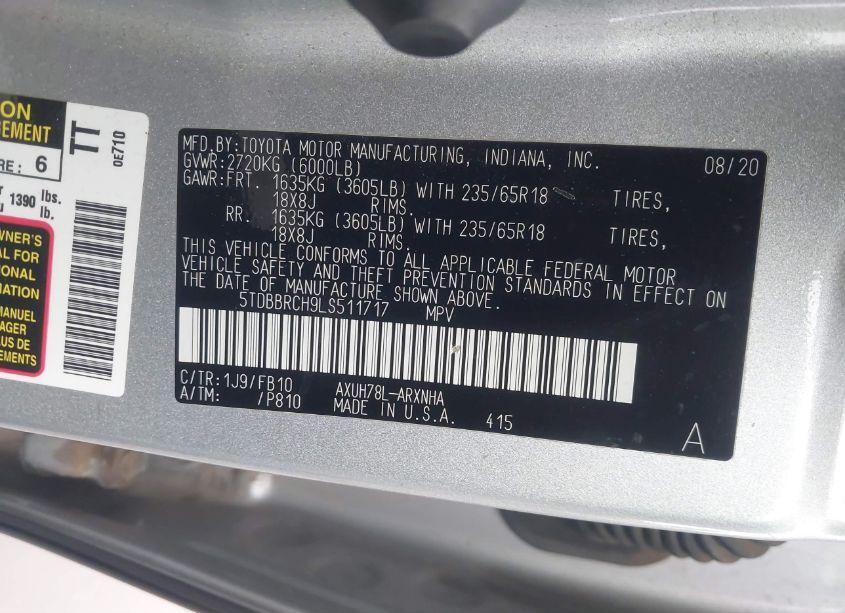 ON
GEMENT
RE: 6
1390 lbs.
lb.
WNER'S
AL FOR
IONAL
MATION
MANUEL
AGER
LUS DE
EMENTS
TT
0E710
MFD.BY:TOYOTA MOTOR MANUFACTURING, INDIANA, INC. 08/20
GVWR:2720KG (6000LB)
GAWR:FRT. 1635KG (3605LB) WITH 235/65R18 TIRES,
18X8J RIMS.
RR. 1635KG (3605LB) WITH 235/65R18 TIRES,
18X8J RIMS.
THIS VEHICLE CONFORMS TO ALL APPLICABLE FEDERAL MOTOR
VEHICLE SAFETY AND THEFT PREVENTION STANDARDS IN EFFECT ON
THE DATE OF MANUFACTURE SHOWN ABOVE.
5TDBBRCH9LS511717 MPV
C/TR:1J9/FB10 AXUH78L-ARXNHA
A/TM: /P810 MADE IN U.S.A. 415
A